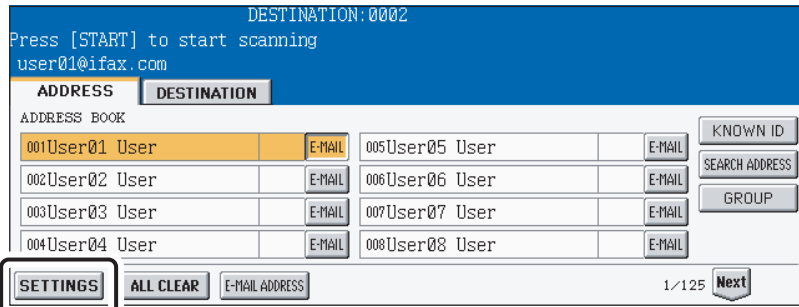 DESTINATION:0002
Press [START] to start scanning
user01@ifax.com
ADDRESS DESTINATION
ADDRESS BOOK
KNOWN ID
001User01 User E-MAIL 005User05 User E-MAIL
SEARCH ADDRESS
002User02 User E-MAIL 006User06 User E-MAIL
GROUP
003User03 User E-MAIL 007User07 User E-MAIL
004User04 User E-MAIL 008User08 User E-MAIL
SETTINGS ALL CLEAR E-MAIL ADDRESS 1/125 Next